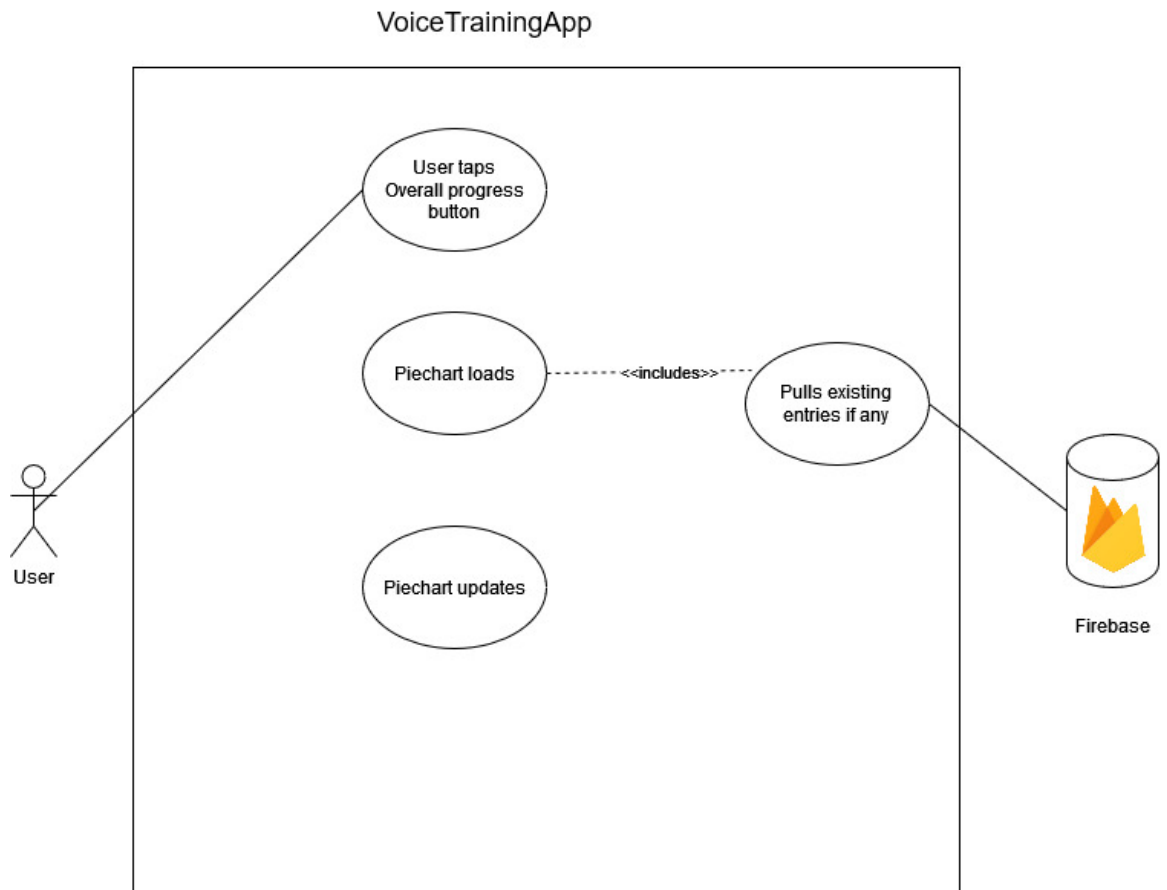 VoiceTrainingApp
User taps
Overall progress
button
Piechart loads
<<includes>>
Pulls existing
entries if any
User
Piechart updates
Firebase